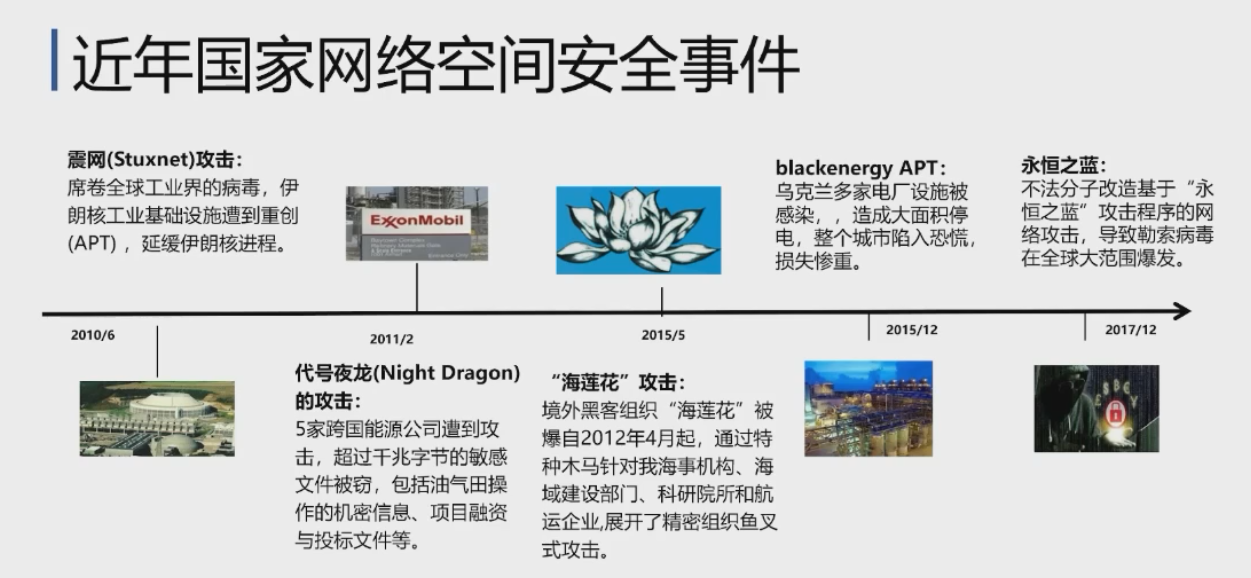 近年国家网络空间安全事件
震网(Stuxnet)攻击：
席卷全球工业界的病毒，伊
朗核工业基础设施遭到重创
(APT) ，延缓伊朗核进程。
ExxonMobil
blackenergy APT：
乌克兰多家电厂设施被
感染，，造成大面积停
电，整个城市陷入恐慌，
损失惨重。
永恒之蓝：
不法分子改造基于“永
恒之蓝”攻击程序的网
络攻击，导致勒索病毒
在全球大范围爆发。
2010/6
2011/2
2015/5
2015/12
2017/12
代号夜龙(Night Dragon)
的攻击：
5家跨国能源公司遭到攻
击，超过千兆字节的敏感
文件被窃，包括油气田操
作的机密信息、项目融资
与投标文件等。
“海莲花”攻击：
境外黑客组织“海莲花”被
爆自2012年4月起，通过特
种木马针对我海事机构、海
域建设部门、科研院所和航
运企业,展开了精密组织鱼叉
式攻击。